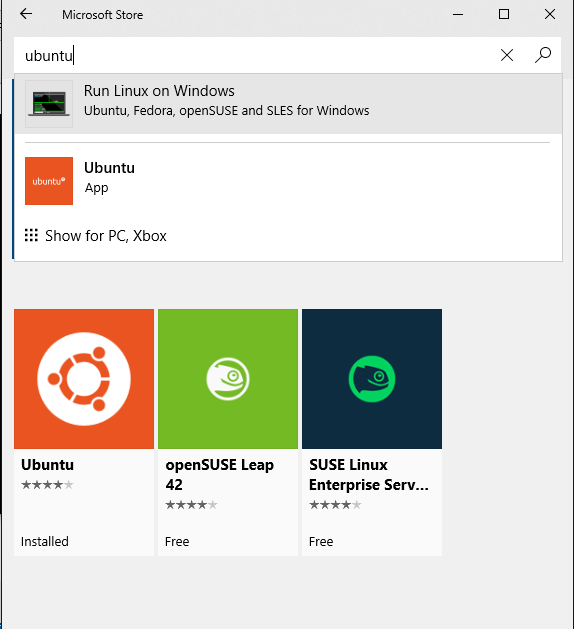 Microsoft Store
ubuntu
Run Linux on Windows
Ubuntu, Fedora, openSUSE and SLES for Windows
ubuntu®
Ubuntu
App
Show for PC, Xbox
Ubuntu
Installed
openSUSE Leap
42
Free
SUSE Linux
Enterprise Serv...
Free